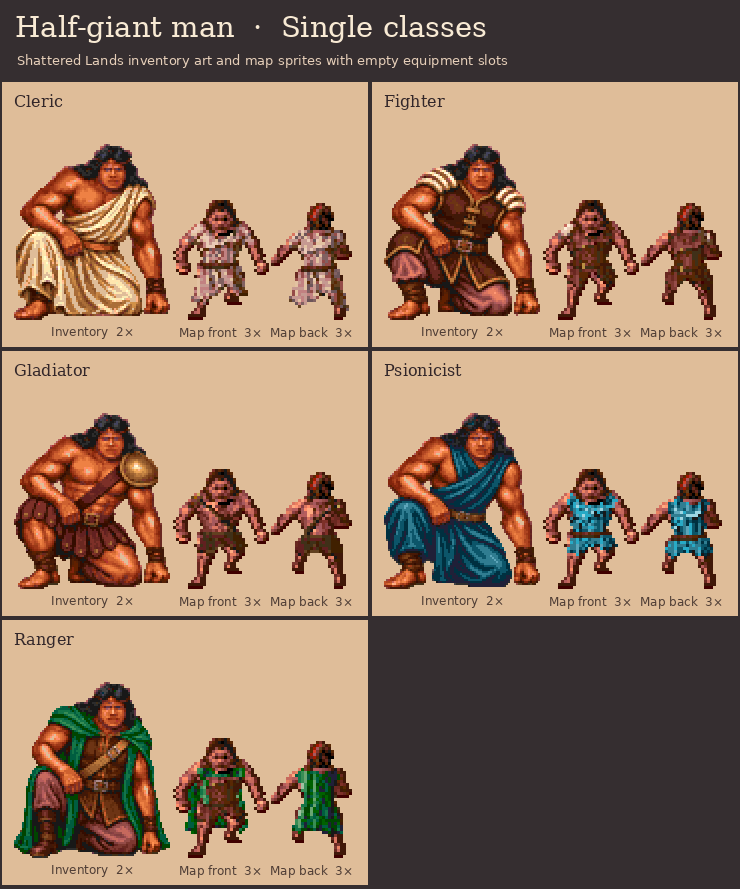 Half-giant man · Single classes
Shattered Lands inventory art and map sprites with empty equipment slots
Cleric
Inventory 2×
Map front 3×
Map back 3×
Fighter
Inventory 2×
Map front 3×
Map back 3×
Gladiator
Inventory 2×
Map front 3×
Map back 3×
Psionicist
Inventory 2×
Map front 3×
Map back 3×
Ranger
Inventory 2×
Map front 3×
Map back 3×